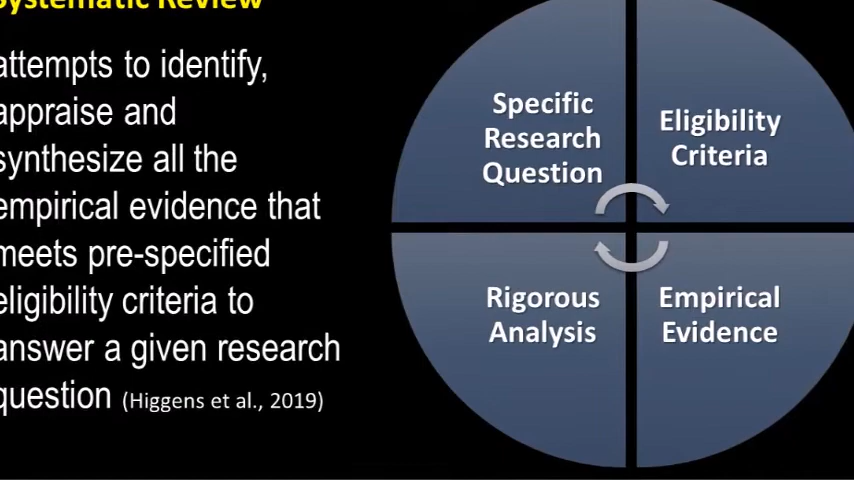 Systematic Review
attempts to identify,
appraise and
synthesize all the
empirical evidence that
meets pre-specified
eligibility criteria to
answer a given research
question (Higgens et al., 2019)
Specific
Research
Question
Eligibility
Criteria
Rigorous
Analysis
Empirical
Evidence